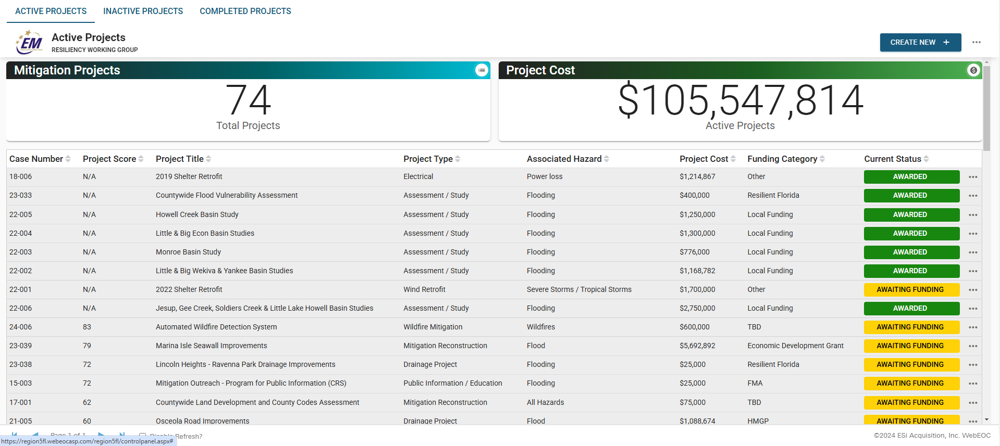 ACTIVE PROJECTS INACTIVE PROJECTS COMPLETED PROJECTS
EM
Active Projects
RESILIENCY WORKING GROUP
CREATE NEW +
Mitigation Projects
74
Total Projects
Project Cost
$105,547,814
Active Projects
Case Number Project Score Project Title Project Type Associated Hazard Project Cost Funding Category Current Status
18-006 N/A 2019 Shelter Retrofit Electrical Power loss $1,214,867 Other AWARDED
23-033 N/A Countywide Flood Vulnerability Assessment Assessment / Study Flooding $400,000 Resilient Florida AWARDED
22-005 N/A Howell Creek Basin Study Assessment / Study Flooding $1,250,000 Local Funding AWARDED
22-004 N/A Little & Big Econ Basin Studies Assessment / Study Flooding $1,300,000 Local Funding AWARDED
22-003 N/A Monroe Basin Study Assessment / Study Flooding $776,000 Local Funding AWARDED
22-002 N/A Little & Big Wekiva & Yankee Basin Studies Assessment / Study Flooding $1,168,782 Local Funding AWARDED
22-001 N/A 2022 Shelter Retrofit Wind Retrofit Severe Storms / Tropical Storms $1,700,000 Other AWAITING FUNDING
22-006 N/A Jesup, Gee Creek, Soldiers Creek & Little Lake Howell Basin Studies Assessment / Study Flooding $2,750,000 Local Funding AWARDED
24-006 83 Automated Wildfire Detection System Wildfire Mitigation Wildfires $600,000 TBD AWAITING FUNDING
23-039 79 Marina Isle Seawall Improvements Mitigation Reconstruction Flood $5,692,892 Economic Development Grant AWAITING FUNDING
23-038 72 Lincoln Heights - Ravenna Park Drainage Improvements Drainage Project Flooding $25,000 Resilient Florida AWAITING FUNDING
15-003 72 Mitigation Outreach - Program for Public Information (CRS) Public Information / Education Flooding $25,000 FMA AWAITING FUNDING
17-001 62 Countywide Land Development and County Codes Assessment Mitigation Reconstruction All Hazards $75,000 TBD AWAITING FUNDING
21-005 60 Osceola Road Improvements Drainage Project Flood $1,088,674 HMGP AWAITING FUNDING
Page 1 of 1 Disable Refresh?
©2024 ESi Acquisition, Inc. WebEOC
https://region5fl.webeocasp.com/region5fl/controlpanel.aspx#